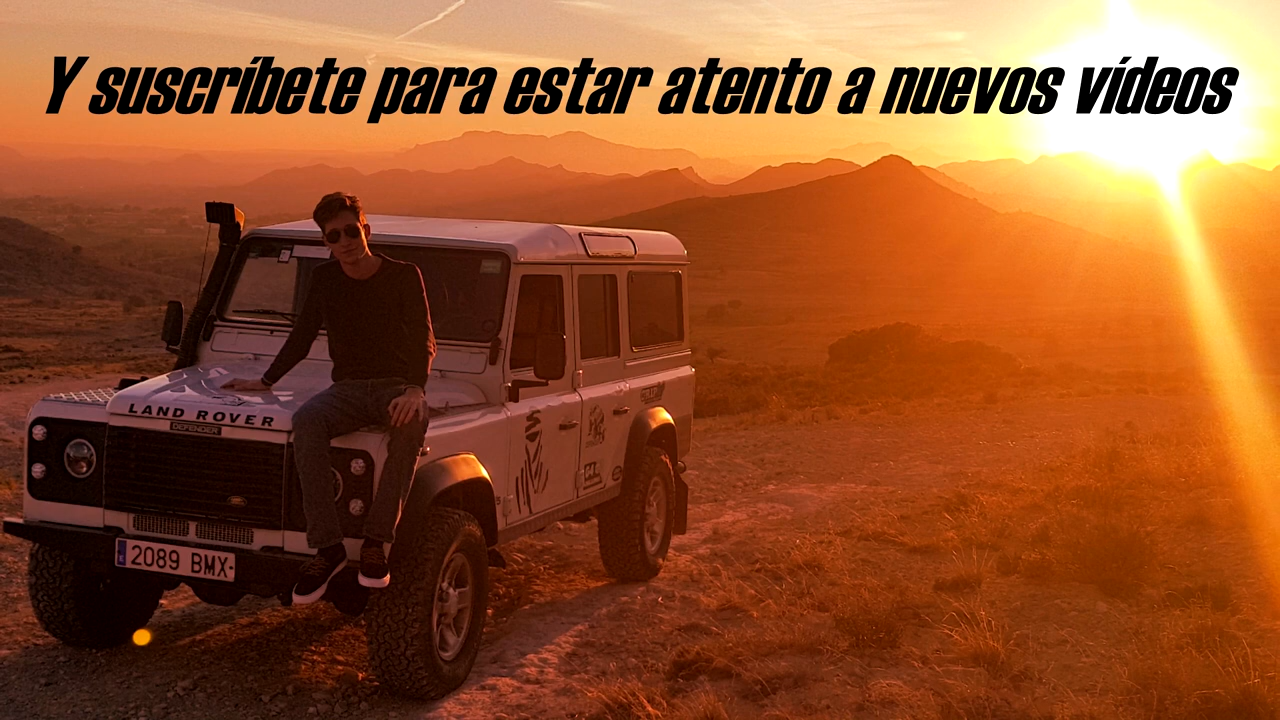 Y suscríbete para estar atento a nuevos vídeos
LAND ROVER
DEFENDER
2089 BMX